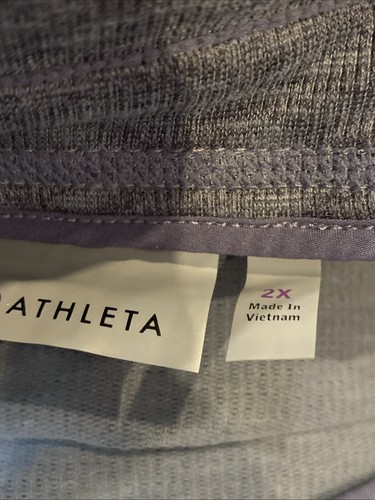 ATHLETA
2X
Made In
Vietnam